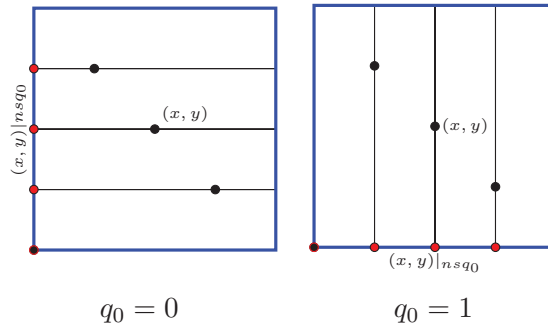 (x, y)|nsq₀
(x, y)
q₀ = 0
(x, y)
(x, y)|nsq₀
q₀ = 1